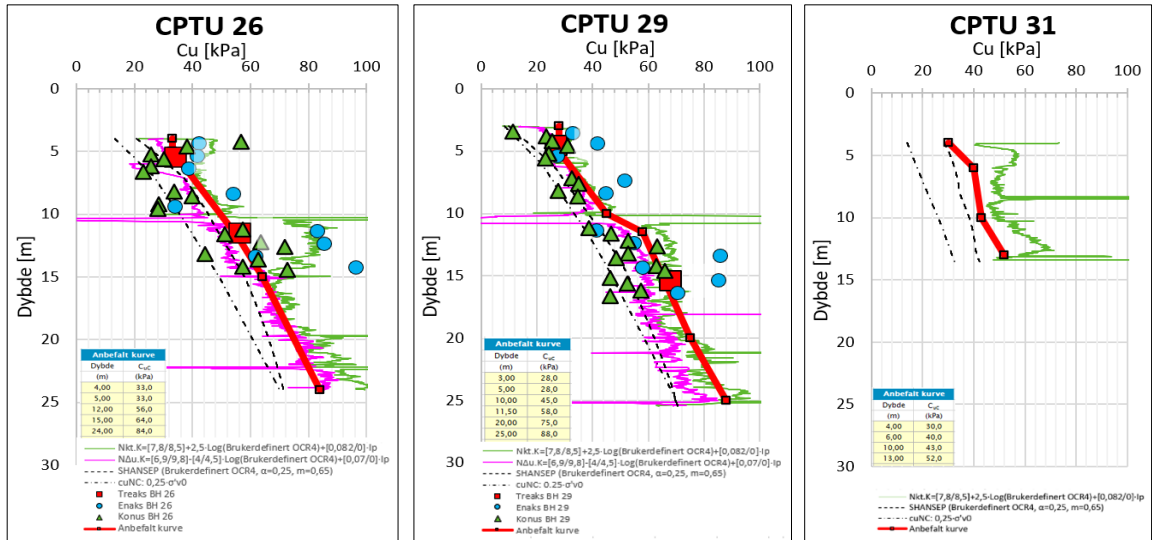 CPTU 26
Cu [kPa]
0 20 40 60 80 100
0
5
10
15
20
25
30
Dybde [m]
Anbefalt kurve
Dybde CuC
(m) (kPa)
4,00 33,0
5,00 33,0
12,00 56,0
15,00 64,0
24,00 84,0
Nkt.K=[7,8/8,5]+2,5·Log(Brukerdefinert OCR4)+[0,082/0]·Ip
NΔu.K=[6,9/9,8]-[4/4,5]·Log(Brukerdefinert OCR4)+[0,07/0]·Ip
SHANSEP (Brukerdefinert OCR4, α=0,25, m=0,65)
cuNC: 0,25·σ'v0
Treaks BH 26
Enaks BH 26
Konus BH 26
Anbefalt kurve
CPTU 29
Cu [kPa]
0 20 40 60 80 100
0
5
10
15
20
25
30
Dybde [m]
Anbefalt kurve
Dybde CuC
(m) (kPa)
3,00 28,0
5,00 28,0
10,00 45,0
11,50 58,0
20,00 75,0
25,00 88,0
Nkt.K=[7,8/8,5]+2,5·Log(Brukerdefinert OCR4)+[0,082/0]·Ip
NΔu.K=[6,9/9,8]-[4/4,5]·Log(Brukerdefinert OCR4)+[0,07/0]·Ip
SHANSEP (Brukerdefinert OCR4, α=0,25, m=0,65)
cuNC: 0,25·σ'v0
Treaks BH 29
Enaks BH 29
Konus BH 29
Anbefalt kurve
CPTU 31
Cu [kPa]
0 20 40 60 80 100
0
5
10
15
20
25
30
Dybde [m]
Anbefalt kurve
Dybde CuC
(m) (kPa)
4,00 30,0
6,00 40,0
10,00 43,0
13,00 52,0
Nkt.K=[7,8/8,5]+2,5·Log(Brukerdefinert OCR4)+[0,082/0]·Ip
SHANSEP (Brukerdefinert OCR4, α=0,25, m=0,65)
cuNC: 0,25·σ'v0
Anbefalt kurve